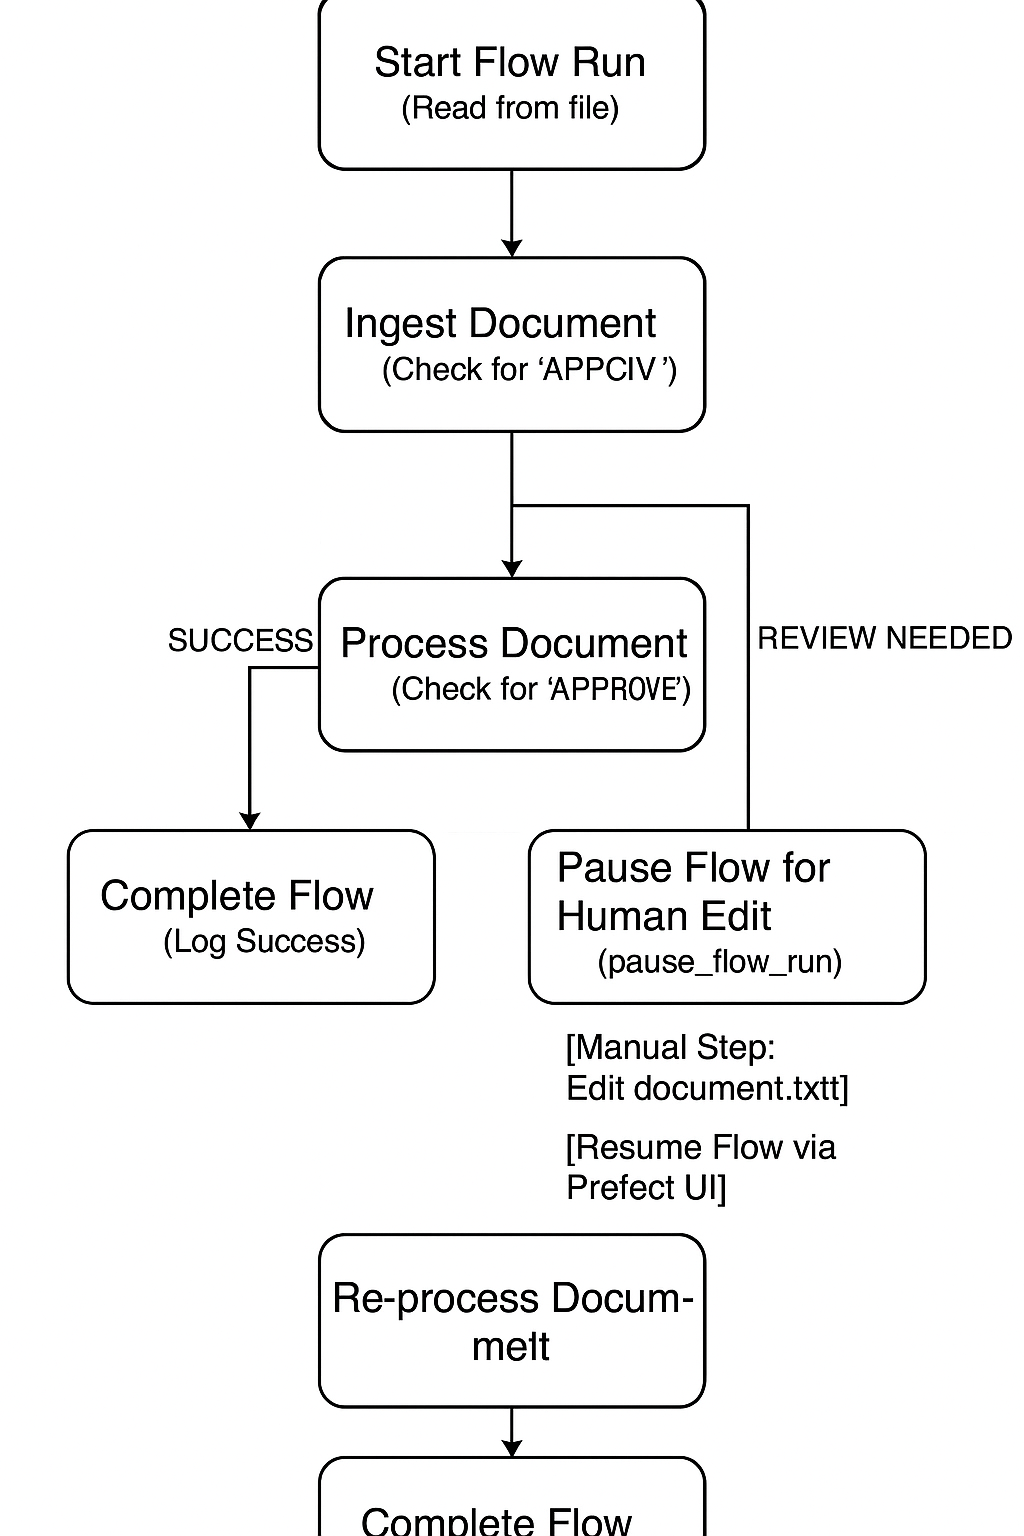 Start Flow Run
(Read from file)
Ingest Document
(Check for ‘APPCIV’)
SUCCESS
Process Document
(Check for ‘APPROVE’)
REVIEW NEEDED
Complete Flow
(Log Success)
Pause Flow for
Human Edit
(pause_flow_run)
[Manual Step:
Edit document.txtt]
[Resume Flow via
Prefect UI]
Re-process Docum-
melt
Complete Flow